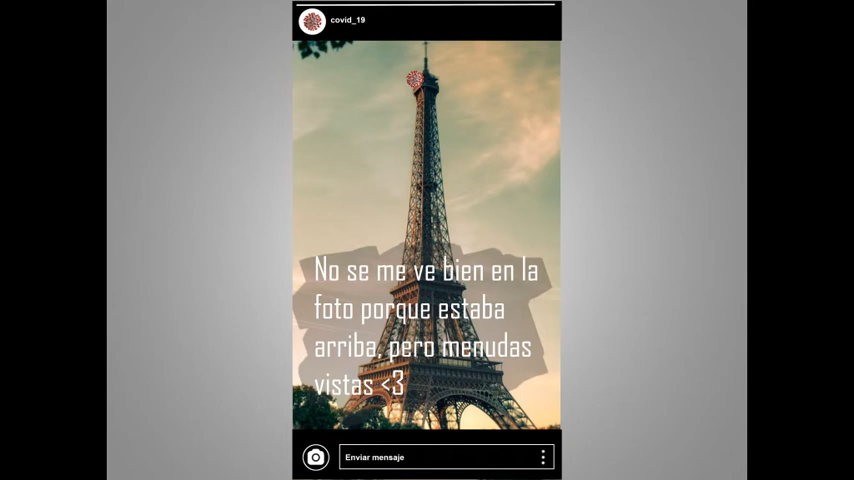 covid_19
No se me ve bien en la
foto porque estaba
arriba, pero menudas
vistas <3
Enviar mensaje